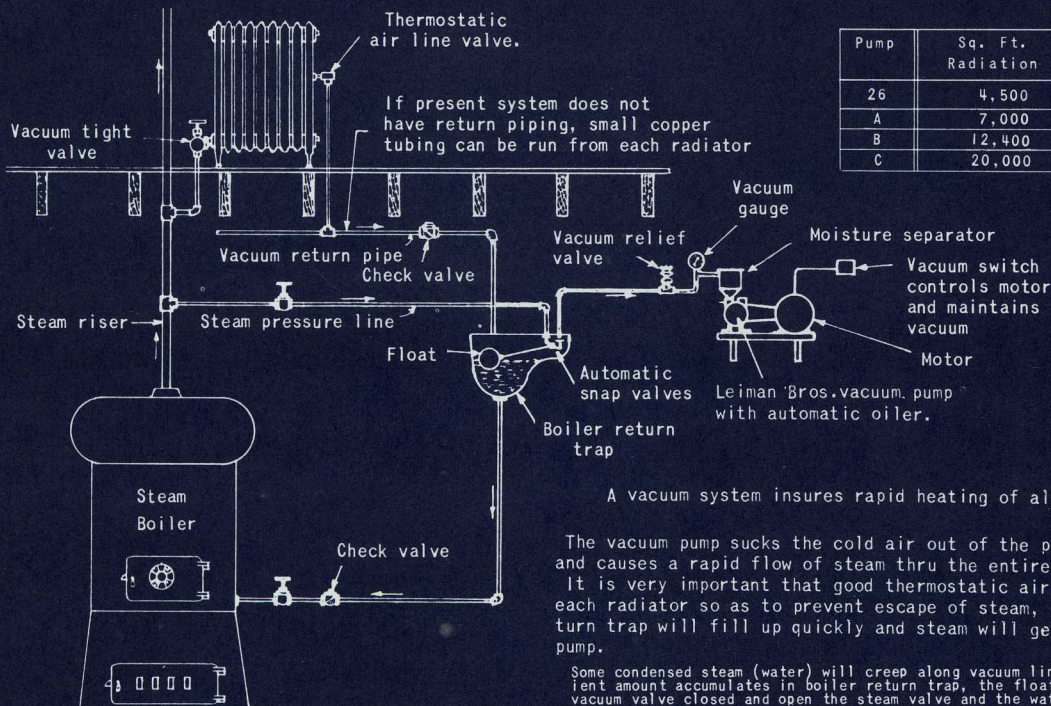 Thermostatic
air line valve.
Pump Sq. Ft.
Radiation
26 4,500
A 7,000
B 12,400
C 20,000
If present system does not
have return piping, small copper
tubing can be run from each radiator
Vacuum tight
valve
Vacuum
gauge
Vacuum relief
valve
Moisture separator
Vacuum return pipe
Check valve
Vacuum switch
controls motor
and maintains
vacuum
Steam riser
Steam pressure line
Float
Motor
Automatic
snap valves
Leiman Bros. vacuum pump
with automatic oiler.
Boiler return
trap
Steam
Boiler
Check valve
A vacuum system insures rapid heating of al
The vacuum pump sucks the cold air out of the p
and causes a rapid flow of steam thru the entire
It is very important that good thermostatic air
each radiator so as to prevent escape of steam,
turn trap will fill up quickly and steam will ge
pump.
Some condensed steam (water) will creep along vacuum lin
ient amount accumulates in boiler return trap, the float
vacuum valve closed and open the steam valve and the wat